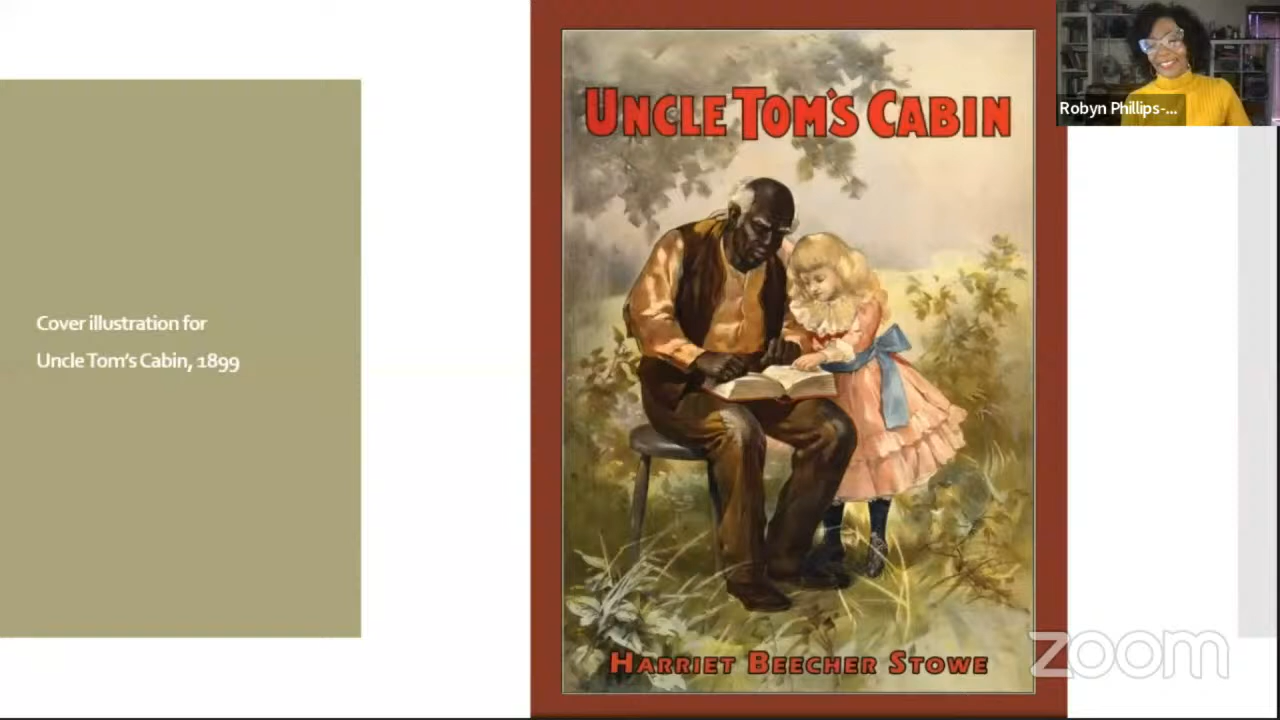 Cover illustration for
Uncle Tom's Cabin, 1899
UNCLE TOM'S CABIN
HARRIET BEECHER STOWE
Robyn Phillips-...
zoom